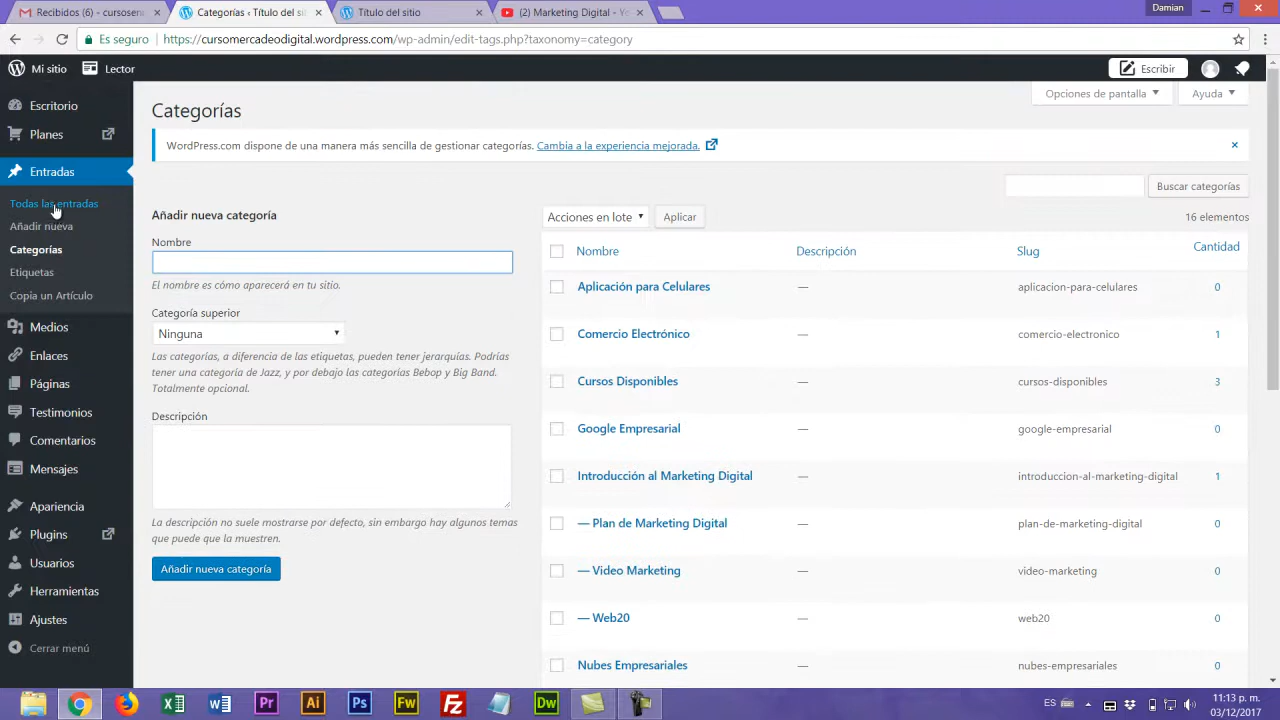 Recibidos (6) - cursosenl
Categorías ‹ Título del si
Título del sitio
(2) Marketing Digital - Yo
Damian
Es seguro
https://cursomercadeodigital.wordpress.com/wp-admin/edit-tags.php?taxonomy=category
Mi sitio
Lector
Escribir
Escritorio
Planes
Entradas
Todas las entradas
Añadir nueva
Categorías
Etiquetas
Copia un Artículo
Medios
Enlaces
Páginas
Testimonios
Comentarios
Mensajes
Apariencia
Plugins
Usuarios
Herramientas
Ajustes
Cerrar menú
Opciones de pantalla
Ayuda
Categorías
WordPress.com dispone de una manera más sencilla de gestionar categorías. Cambia a la experiencia mejorada.
Buscar categorías
Añadir nueva categoría
Nombre
El nombre es cómo aparecerá en tu sitio.
Categoría superior
Ninguna
Las categorías, a diferencia de las etiquetas, pueden tener jerarquías. Podrías
tener una categoría de Jazz, y por debajo las categorías Bebop y Big Band.
Totalmente opcional.
Descripción
La descripción no suele mostrarse por defecto, sin embargo hay algunos temas
que puede que la muestren.
Añadir nueva categoría
Acciones en lote
Aplicar
16 elementos
Nombre Descripción Slug Cantidad
Aplicación para Celulares — aplicacion-para-celulares 0
Comercio Electrónico — comercio-electronico 1
Cursos Disponibles — cursos-disponibles 3
Google Empresarial — google-empresarial 0
Introducción al Marketing Digital — introduccion-al-marketing-digital 1
— Plan de Marketing Digital — plan-de-marketing-digital 0
— Video Marketing — video-marketing 0
— Web20 — web20 0
Nubes Empresariales — nubes-empresariales 0
Pr
Ai
Ps
Fw
Fz
Dw
ES
11:13 p. m.
03/12/2017